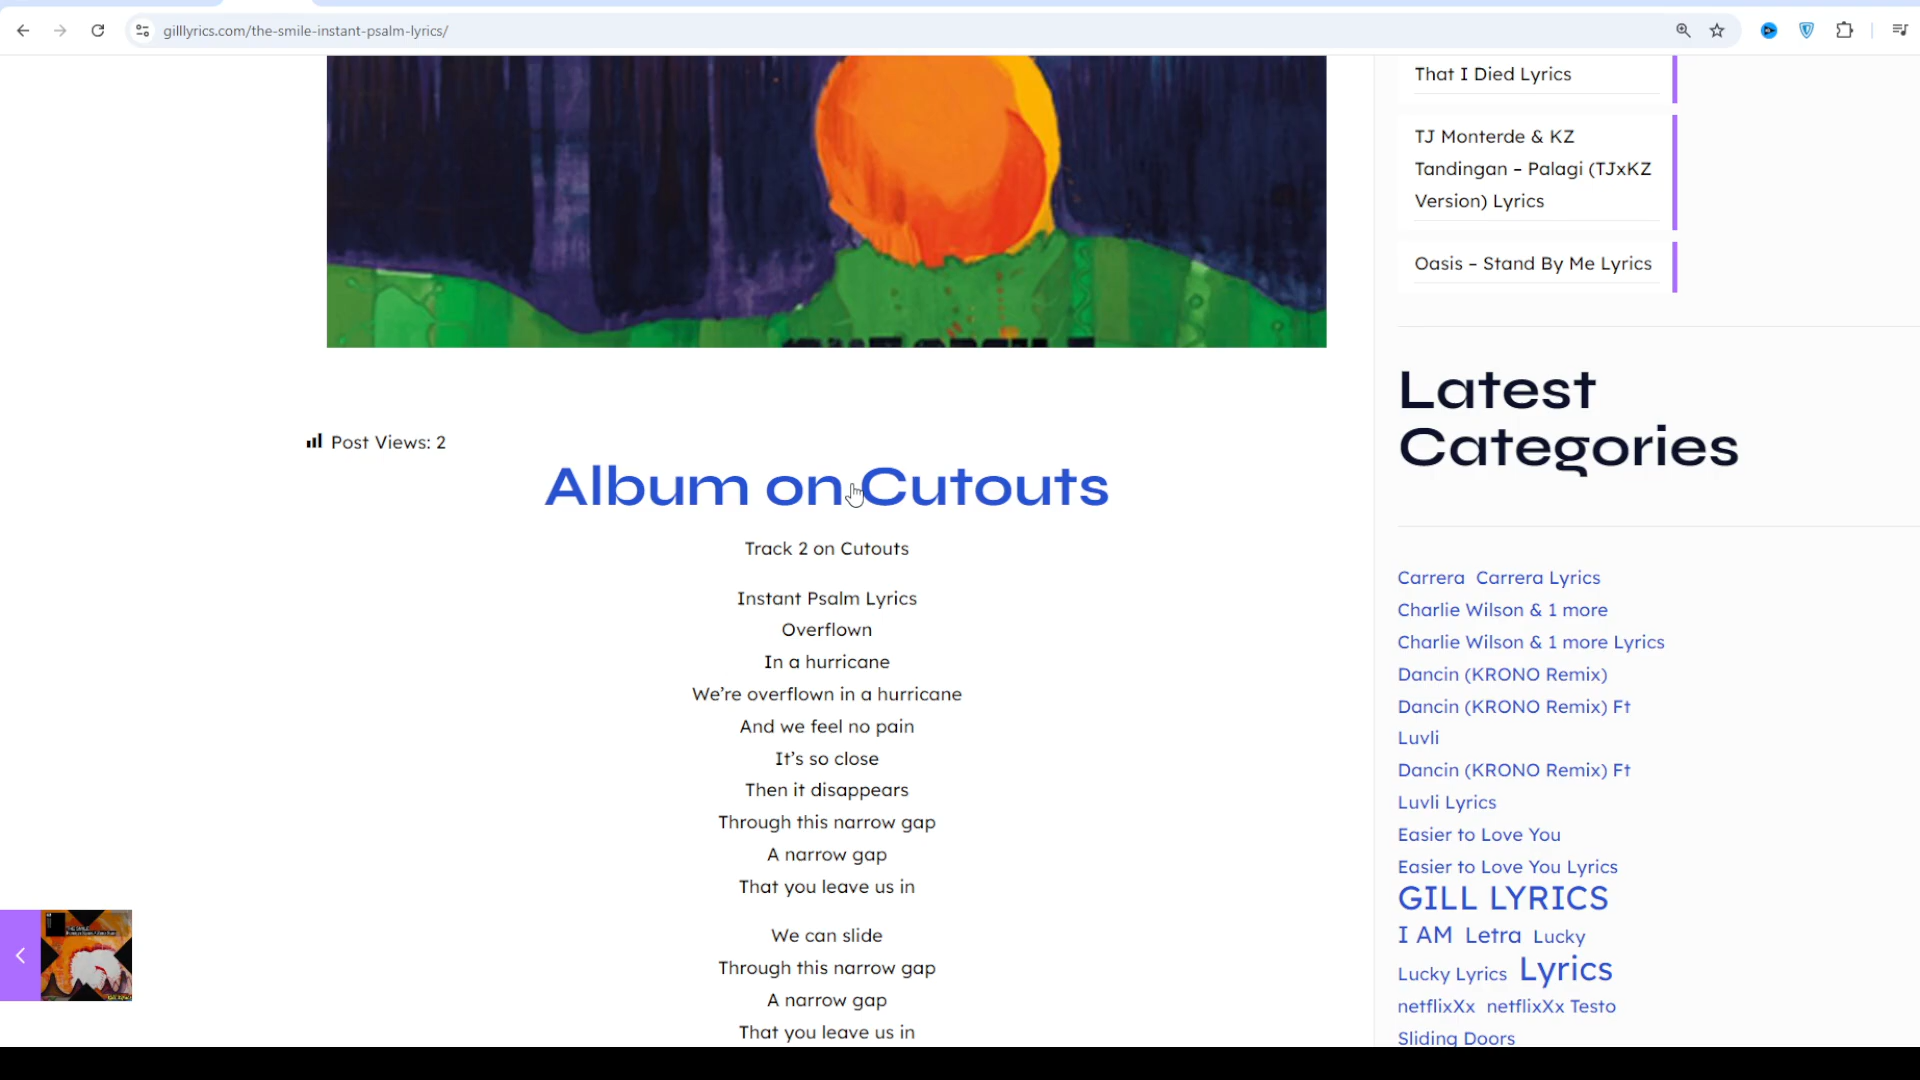 gilllyrics.com/the-smile-instant-psalm-lyrics/
Post Views: 2
Album on Cutouts
Track 2 on Cutouts
Instant Psalm Lyrics
Overflown
In a hurricane
We’re overflown in a hurricane
And we feel no pain
It’s so close
Then it disappears
Through this narrow gap
A narrow gap
That you leave us in
We can slide
Through this narrow gap
A narrow gap
That you leave us in
That I Died Lyrics
TJ Monterde & KZ
Tandingan – Palagi (TJxKZ
Version) Lyrics
Oasis – Stand By Me Lyrics
Latest
Categories
Carrera Carrera Lyrics
Charlie Wilson & 1 more
Charlie Wilson & 1 more Lyrics
Dancin (KRONO Remix)
Dancin (KRONO Remix) Ft
Luvli
Dancin (KRONO Remix) Ft
Luvli Lyrics
Easier to Love You
Easier to Love You Lyrics
GILL LYRICS
I AM Letra Lucky
Lucky Lyrics Lyrics
netflixXx netflixXx Testo
Sliding Doors